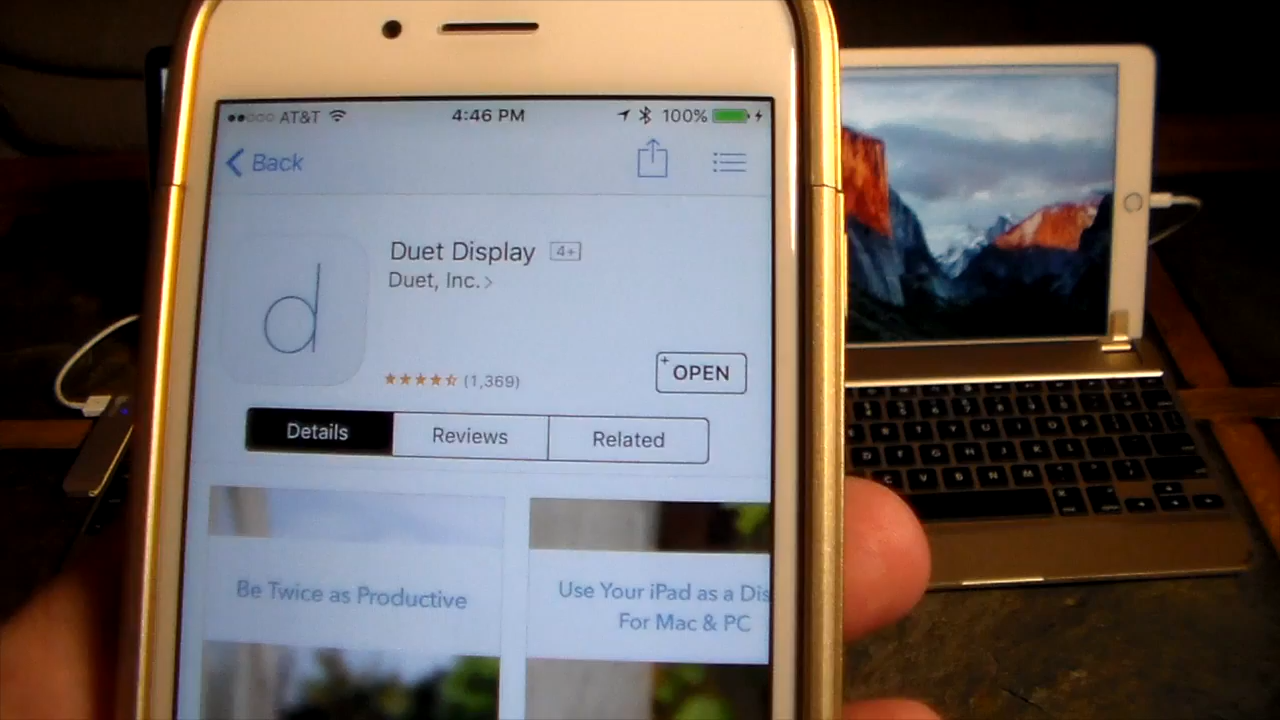 AT&T 4:46 PM 100%
Back
d
Duet Display 4+
Duet, Inc. >
(1,369)
+ OPEN
Details Reviews Related
Be Twice as Productive
Use Your iPad as a Dis
For Mac & PC